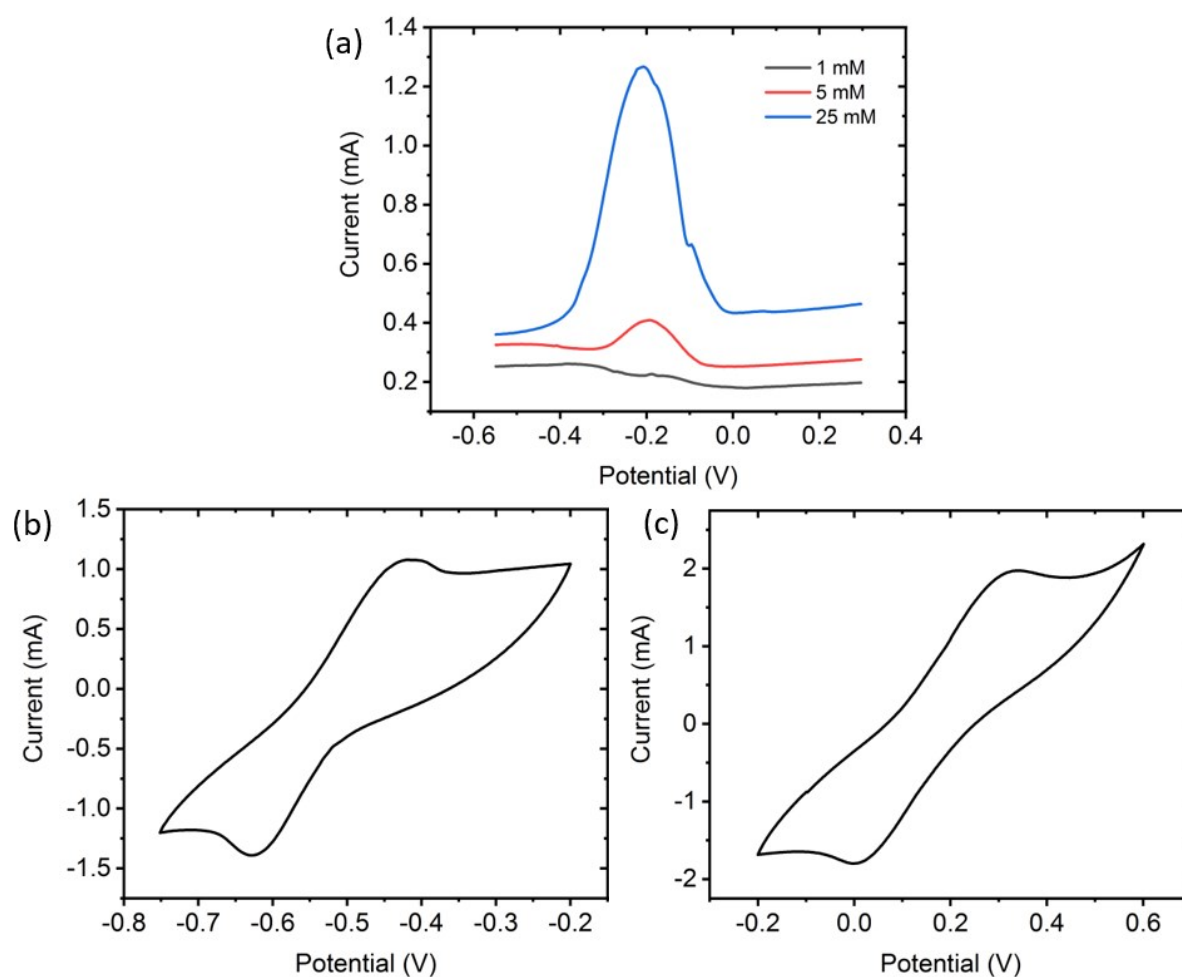 (a)
1.4
1.2
1.0
0.8
0.6
0.4
0.2
Current (mA)
1 mM
5 mM
25 mM
-0.6 -0.4 -0.2 0.0 0.2 0.4
Potential (V)
(b)
1.5
1.0
0.5
0.0
-0.5
-1.0
-1.5
Current (mA)
-0.8 -0.7 -0.6 -0.5 -0.4 -0.3 -0.2
Potential (V)
(c)
2
1
0
-1
-2
Current (mA)
-0.2 0.0 0.2 0.4 0.6
Potential (V)